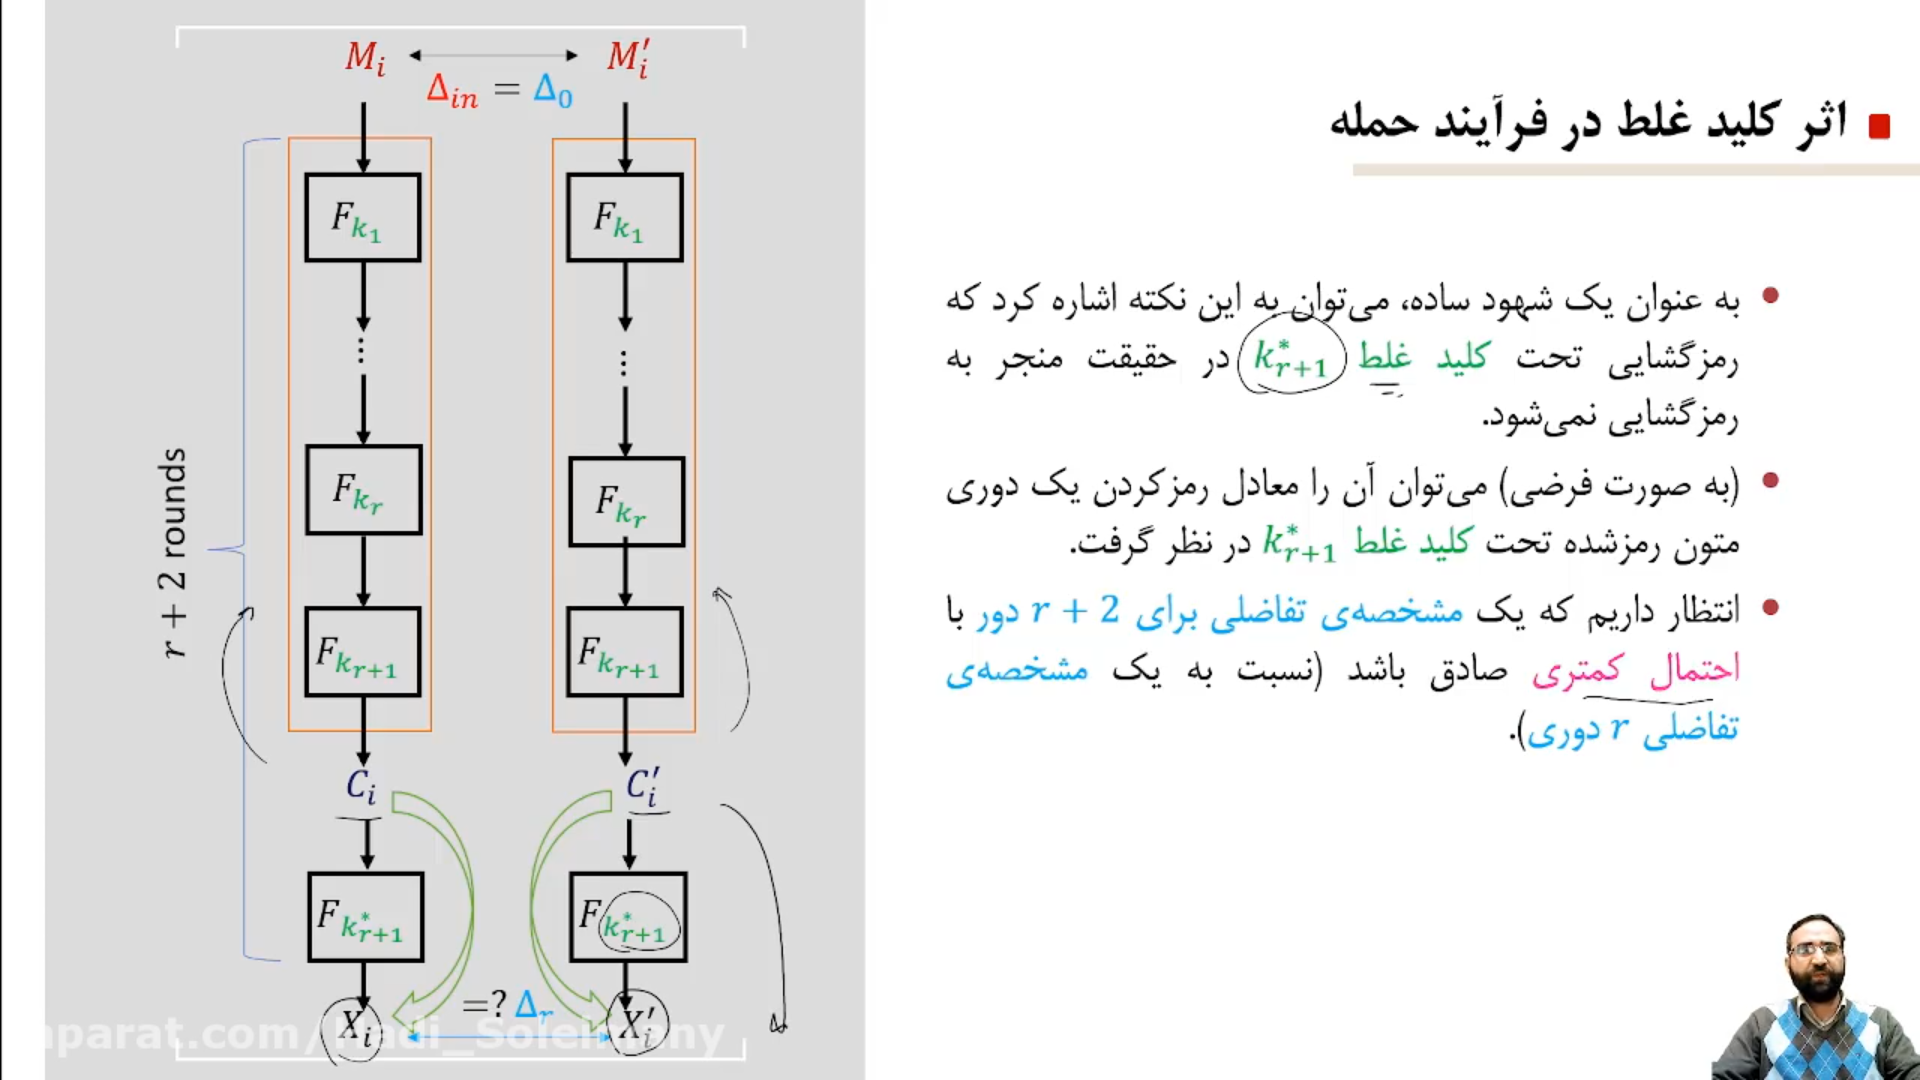 اثر کلید غلط در فرآیند حمله
به عنوان یک شهود ساده، می‌توان به این نکته اشاره کرد که
رمزگشایی تحت کلید غلط k*_{r+1} در حقیقت منجر به
رمزگشایی نمی‌شود.
(به صورت فرضی) می‌توان آن را معادل رمزکردن یک دوری
متون رمزشده تحت کلید غلط k*_{r+1} در نظر گرفت.
انتظار داریم که یک مشخصه‌ی تفاضلی برای r + 2 دور با
احتمال کمتری صادق باشد (نسبت به یک مشخصه‌ی
تفاضلی r دوری).
M_i M'_i
Δ_in = Δ_0
F_{k_1} F_{k_1}
⋮ ⋮
F_{k_r} F_{k_r}
r + 2 rounds
F_{k_{r+1}} F_{k_{r+1}}
C_i C'_i
F_{k*_{r+1}} F_{k*_{r+1}}
=? Δ_r
X_i X'_i
aparat.com/Hadi_Soleimany